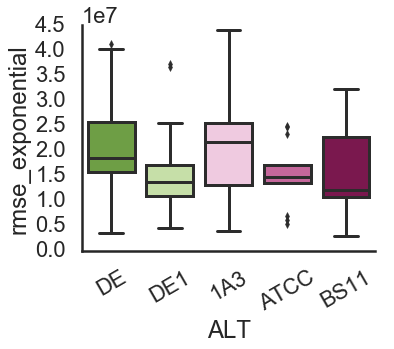 1e7
4.5
4.0
3.5
3.0
2.5
2.0
1.5
1.0
0.5
0.0
rmse_exponential
DE
DE1
1A3
ATCC
BS11
ALT